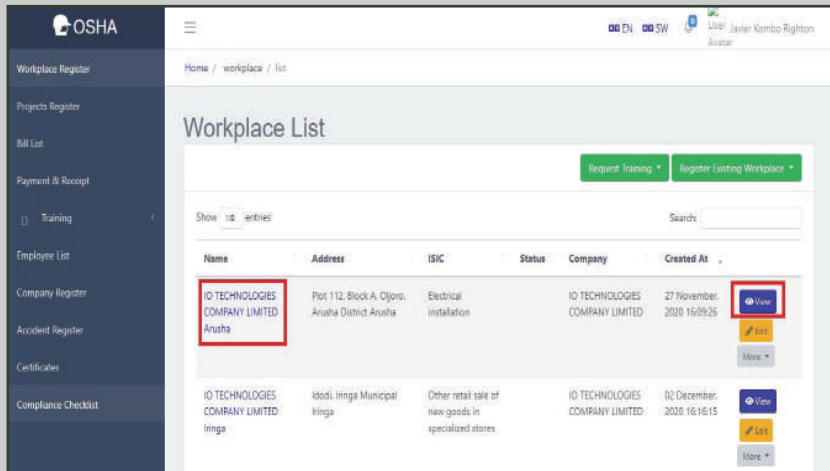 OSHA
EN SW
User Avatar
Javier Kombo Righton
Workplace Register
Projects Register
Bill List
Payment & Receipt
Training
Employee List
Company Register
Accident Register
Certificates
Compliance Checklist
Home / workplace / list
Workplace List
Request Training
Register Existing Workplace
Show 10 entries
Search:
Name Address ISIC Status Company Created At
IO TECHNOLOGIES Plot 112, Block A. Oljoro, Electrical IO TECHNOLOGIES 27 November, View
COMPANY LIMITED Arusha District Arusha installation COMPANY LIMITED 2020 16:09:26
Arusha
Edit
More
IO TECHNOLOGIES Idodi, Iringa Municipal Other retail sale of IO TECHNOLOGIES 02 December, View
COMPANY LIMITED Iringa new goods in COMPANY LIMITED 2020 16:16:15
Iringa specialized stores
Edit
More